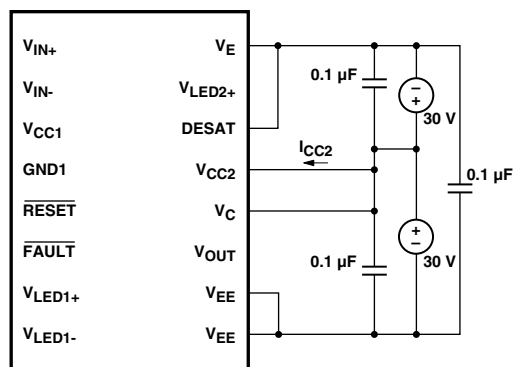 V_IN+
V_E
0.1 µF
− +
30 V
V_IN-
V_LED2+
V_CC1
DESAT
I_CC2
GND1
V_CC2
0.1 µF
RESET
V_C
+ −
30 V
FAULT
V_OUT
0.1 µF
V_LED1+
V_EE
V_LED1-
V_EE